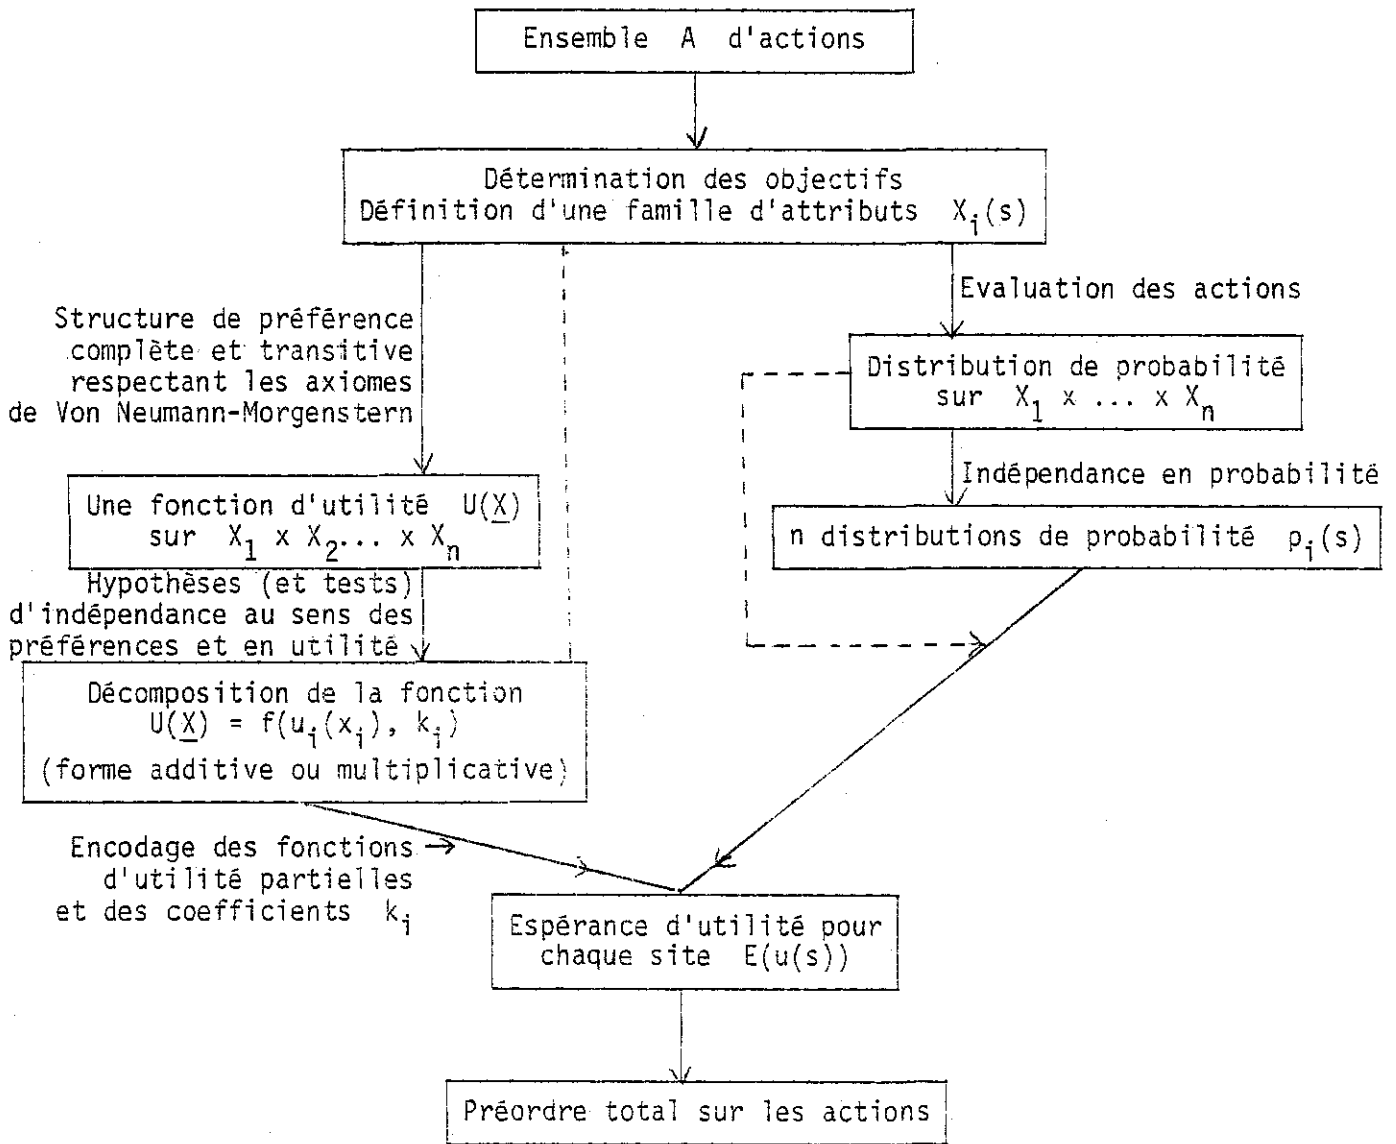 Ensemble A d'actions
Détermination des objectifs
Définition d'une famille d'attributs X_i(s)
Evaluation des actions
Structure de préférence
complète et transitive
respectant les axiomes
de Von Neumann-Morgenstern
Distribution de probabilité
sur X_1 x ... x X_n
Indépendance en probabilité
Une fonction d'utilité U(X)
sur X_1 x X_2... x X_n
n distributions de probabilité p_i(s)
Hypothèses (et tests)
d'indépendance au sens des
préférences et en utilité
Décomposition de la fonction
U(X) = f(u_i(x_i), k_i)
(forme additive ou multiplicative)
Encodage des fonctions →
d'utilité partielles
et des coefficients k_i
Espérance d'utilité pour
chaque site E(u(s))
Préordre total sur les actions